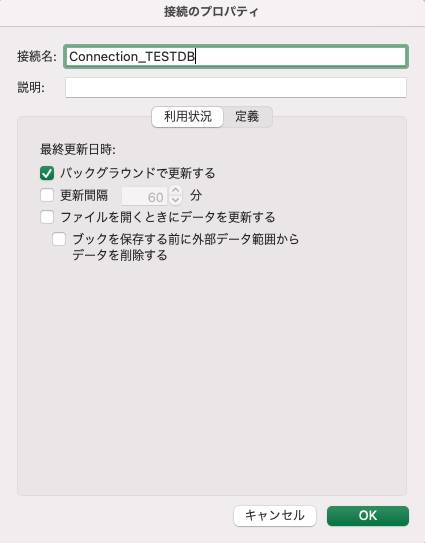 接続のプロパティ
接続名: Connection_TESTDB
説明:
利用状況 定義
最終更新日時:
バックグラウンドで更新する
更新間隔 60 分
ファイルを開くときにデータを更新する
ブックを保存する前に外部データ範囲から
データを削除する
キャンセル OK